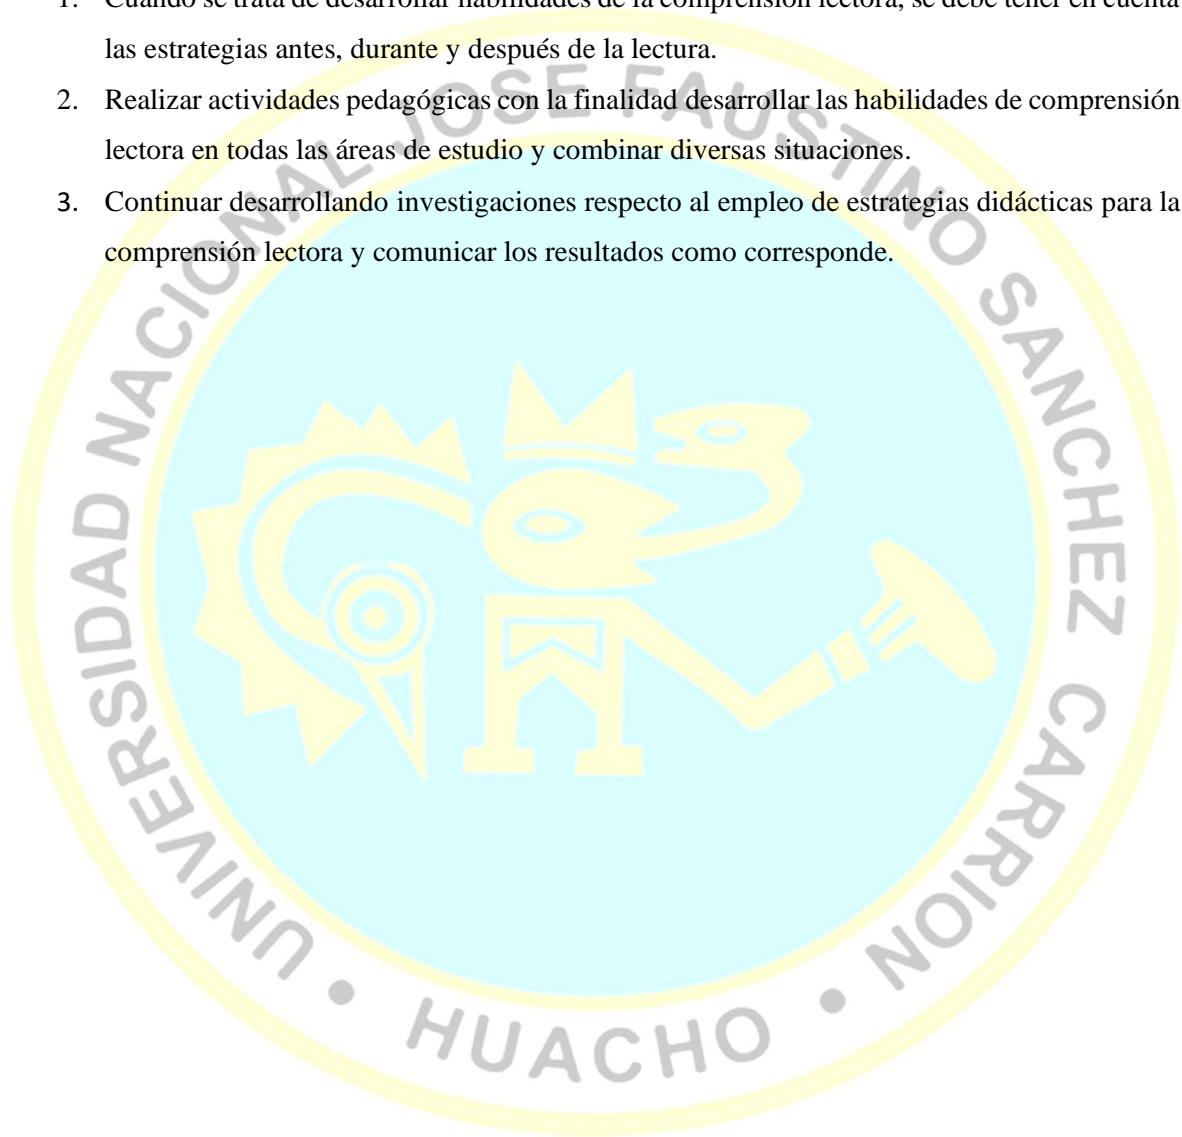 1. Cuando se trata de desarrollar habilidades de la comprensión lectora, se debe tener en cuenta
las estrategias antes, durante y después de la lectura.
2. Realizar actividades pedagógicas con la finalidad desarrollar las habilidades de comprensión
lectora en todas las áreas de estudio y combinar diversas situaciones.
3. Continuar desarrollando investigaciones respecto al empleo de estrategias didácticas para la
comprensión lectora y comunicar los resultados como corresponde.
UNIVERSIDAD NACIONAL JOSE FAUSTINO SANCHEZ CARRION
• HUACHO •